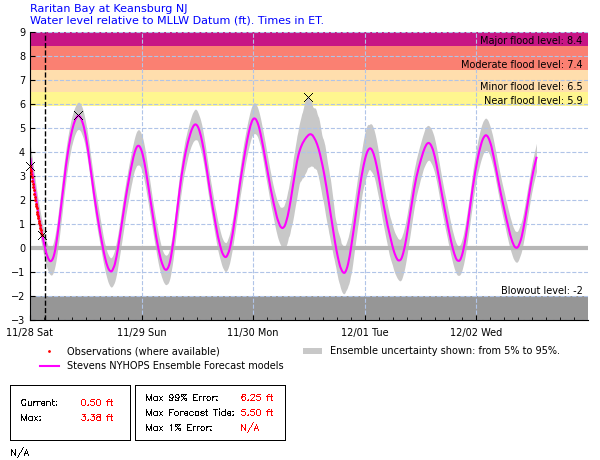 Raritan Bay at Keansburg NJ
Water level relative to MLLW Datum (ft). Times in ET.
9
Major flood level: 8.4
8
Moderate flood level: 7.4
7
Minor flood level: 6.5
6
Near flood level: 5.9
5
4
3
2
1
0
−1
−2
Blowout level: -2
−3
11/28 Sat 11/29 Sun 11/30 Mon 12/01 Tue 12/02 Wed
Observations (where available)
Ensemble uncertainty shown: from 5% to 95%.
Stevens NYHOPS Ensemble Forecast models
Current: 0.50 ft
Max: 3.38 ft
Max 99% Error: 6.25 ft
Max Forecast Tide: 5.50 ft
Max 1% Error: N/A
N/A